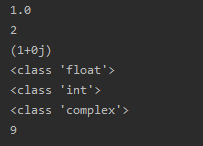 1.0
2
(1+0j)
<class 'float'>
<class 'int'>
<class 'complex'>
9